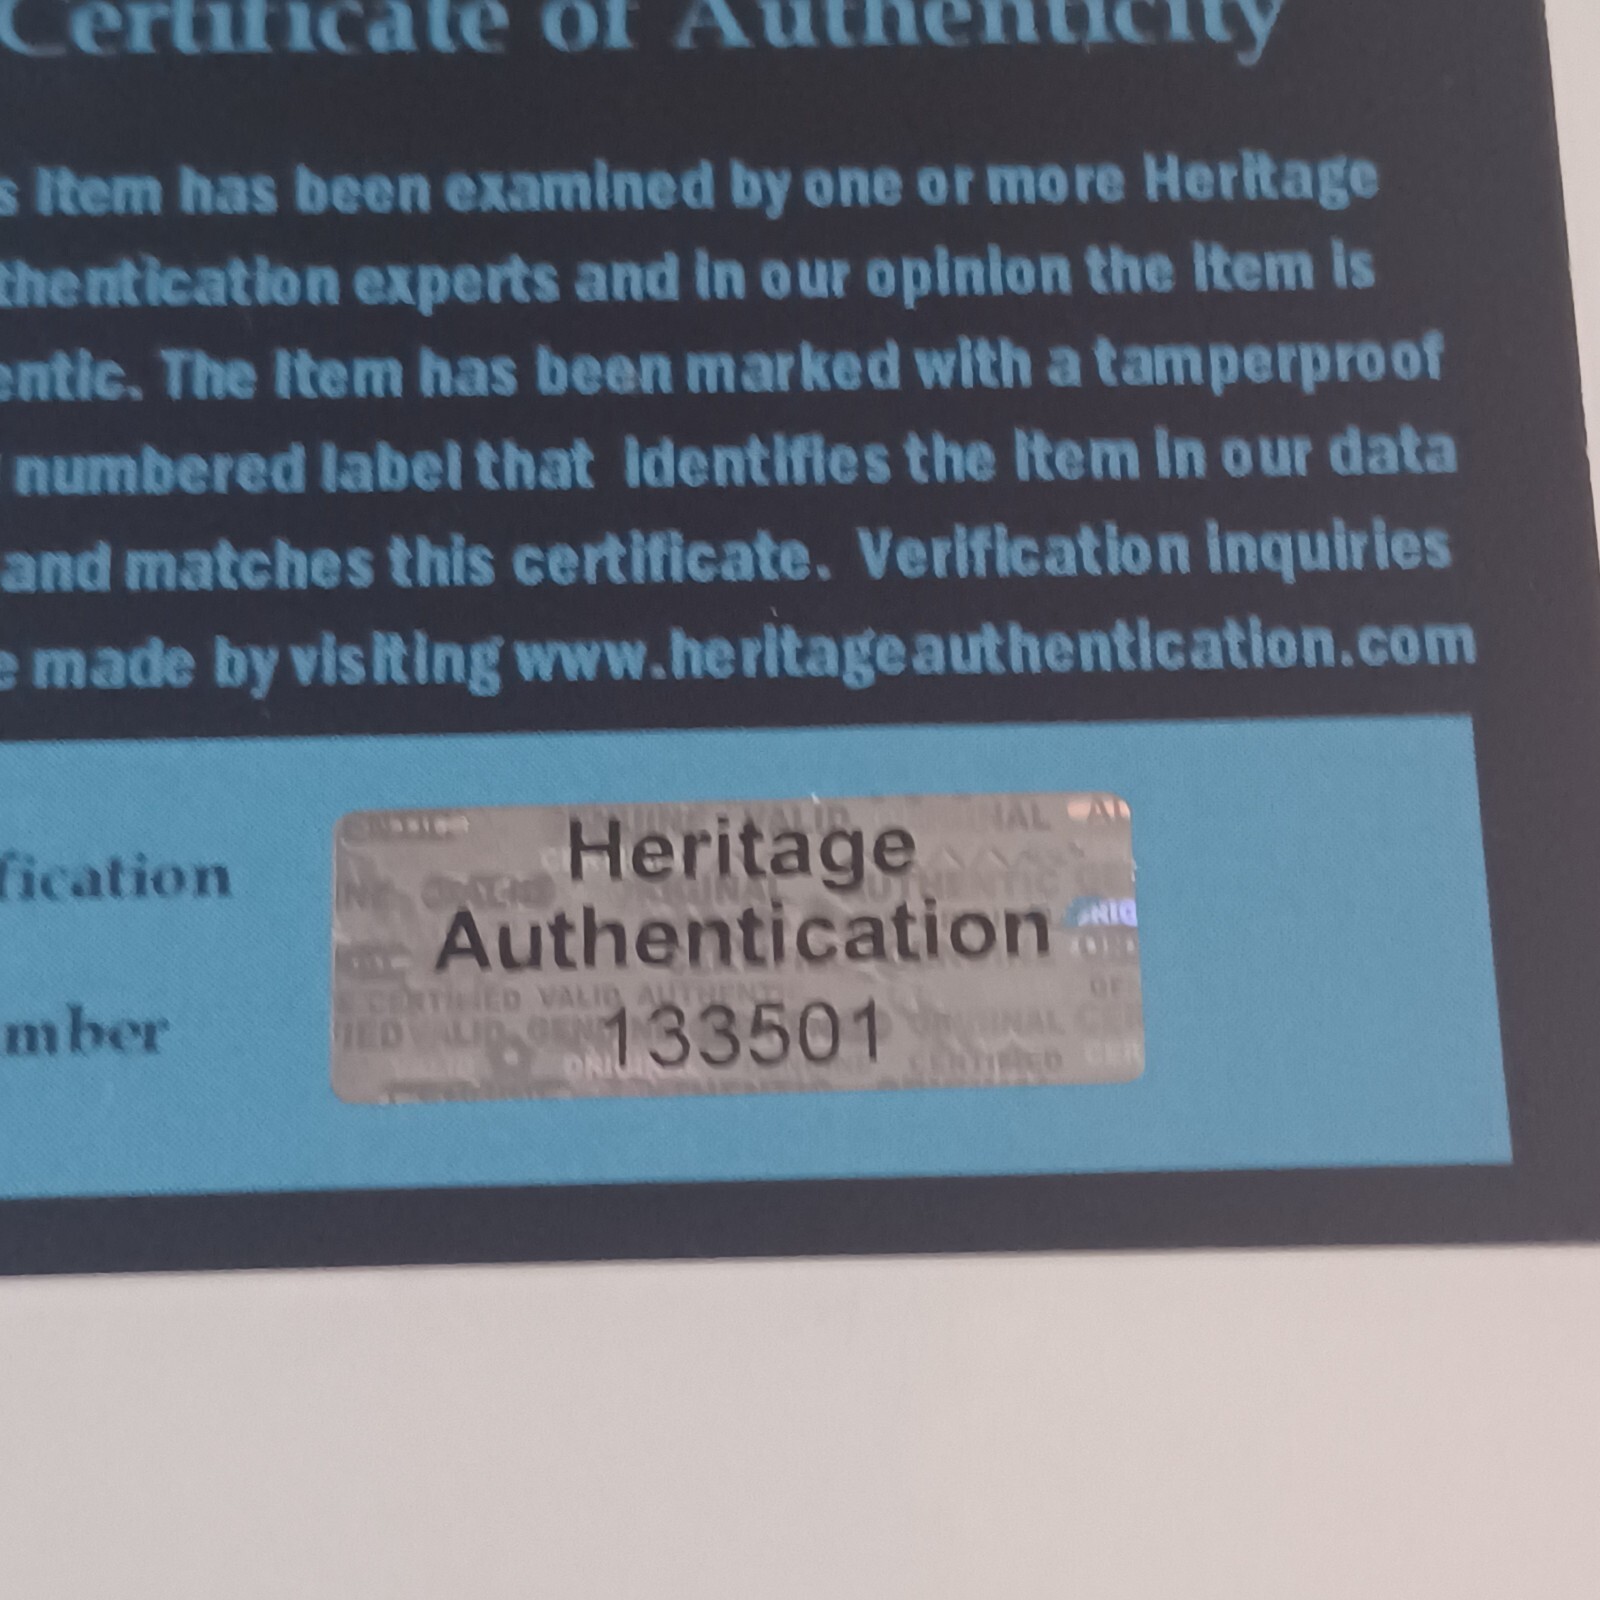 Certificate of Authenticity
s item has been examined by one or more Heritage
thentication experts and in our opinion the item is
entic. The item has been marked with a tamperproof
numbered label that identifies the item in our data
and matches this certificate. Verification inquiries
e made by visiting www.heritageauthentication.com
fication
mber
Heritage
Authentication
133501